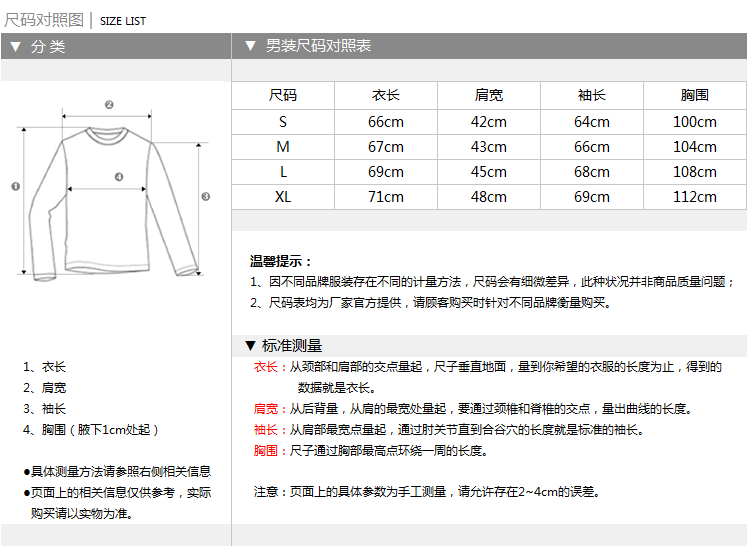 尺码对照图 | SIZE LIST
▼ 分 类
▼ 男装尺码对照表
尺码 衣长 肩宽 袖长 胸围
S 66cm 42cm 64cm 100cm
M 67cm 43cm 66cm 104cm
L 69cm 45cm 68cm 108cm
XL 71cm 48cm 69cm 112cm
2
1
4
3
温馨提示：
1、因不同品牌服装存在不同的计量方法，尺码会有细微差异，此种状况并非商品质量问题；
2、尺码表均为厂家官方提供，请顾客购买时针对不同品牌衡量购买。
1、衣长
2、肩宽
3、袖长
4、胸围（腋下1cm处起）
●具体测量方法请参照右侧相关信息
●页面上的相关信息仅供参考，实际
购买请以实物为准。
▼ 标准测量
衣长：从颈部和肩部的交点量起，尺子垂直地面，量到你希望的衣服的长度为止，得到的
数据就是衣长。
肩宽：从后背量，从肩的最宽处量起，要通过颈椎和脊椎的交点，量出曲线的长度。
袖长：从肩部最宽点量起，通过肘关节直到合谷穴的长度就是标准的袖长。
胸围：尺子通过胸部最高点环绕一周的长度。
注意：页面上的具体参数为手工测量，请允许存在2~4cm的误差。